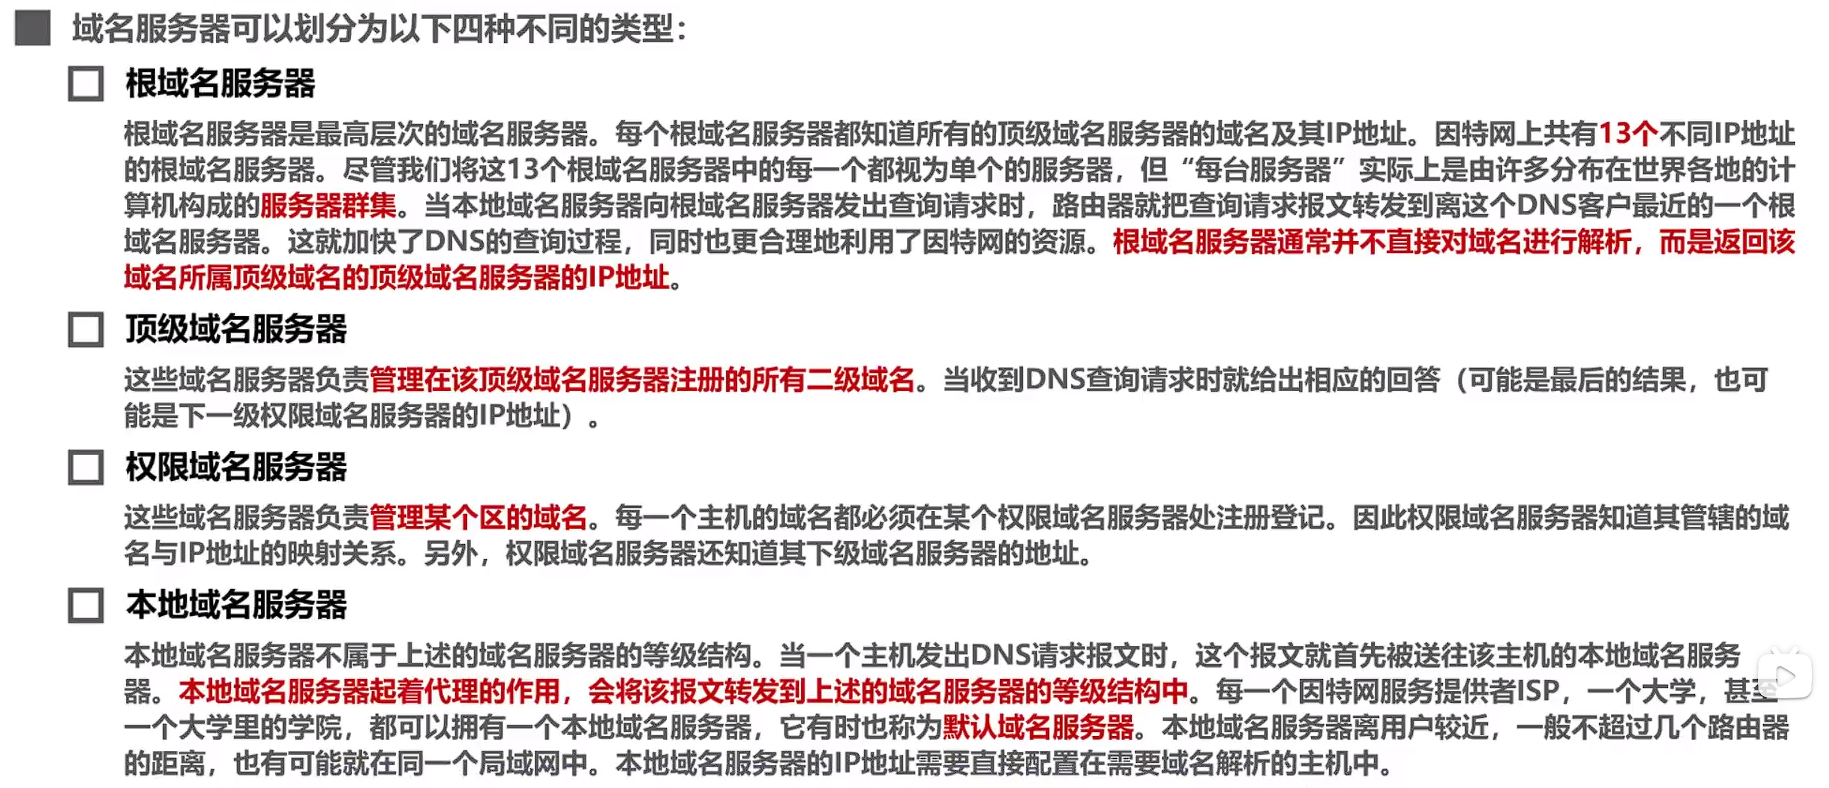 域名服务器可以划分为以下四种不同的类型：
根域名服务器
根域名服务器是最高层次的域名服务器。每个根域名服务器都知道所有的顶级域名服务器的域名及其IP地址。因特网上共有13个不同IP地址
的根域名服务器。尽管我们将这13个根域名服务器中的每一个都视为单个的服务器，但“每台服务器”实际上是由许多分布在世界各地的计
算机构成的服务器群集。当本地域名服务器向根域名服务器发出查询请求时，路由器就把查询请求报文转发到离这个DNS客户最近的一个根
域名服务器。这就加快了DNS的查询过程，同时也更合理地利用了因特网的资源。根域名服务器通常并不直接对域名进行解析，而是返回该
域名所属顶级域名的顶级域名服务器的IP地址。
顶级域名服务器
这些域名服务器负责管理在该顶级域名服务器注册的所有二级域名。当收到DNS查询请求时就给出相应的回答（可能是最后的结果，也可
能是下一级权限域名服务器的IP地址）。
权限域名服务器
这些域名服务器负责管理某个区的域名。每一个主机的域名都必须在某个权限域名服务器处注册登记。因此权限域名服务器知道其管辖的域
名与IP地址的映射关系。另外，权限域名服务器还知道其下级域名服务器的地址。
本地域名服务器
本地域名服务器不属于上述的域名服务器的等级结构。当一个主机发出DNS请求报文时，这个报文就首先被送往该主机的本地域名服务
器。本地域名服务器起着代理的作用，会将该报文转发到上述的域名服务器的等级结构中。每一个因特网服务提供者ISP，一个大学，甚至
一个大学里的学院，都可以拥有一个本地域名服务器，它有时也称为默认域名服务器。本地域名服务器离用户较近，一般不超过几个路由器
的距离，也有可能就在同一个局域网中。本地域名服务器的IP地址需要直接配置在需要域名解析的主机中。